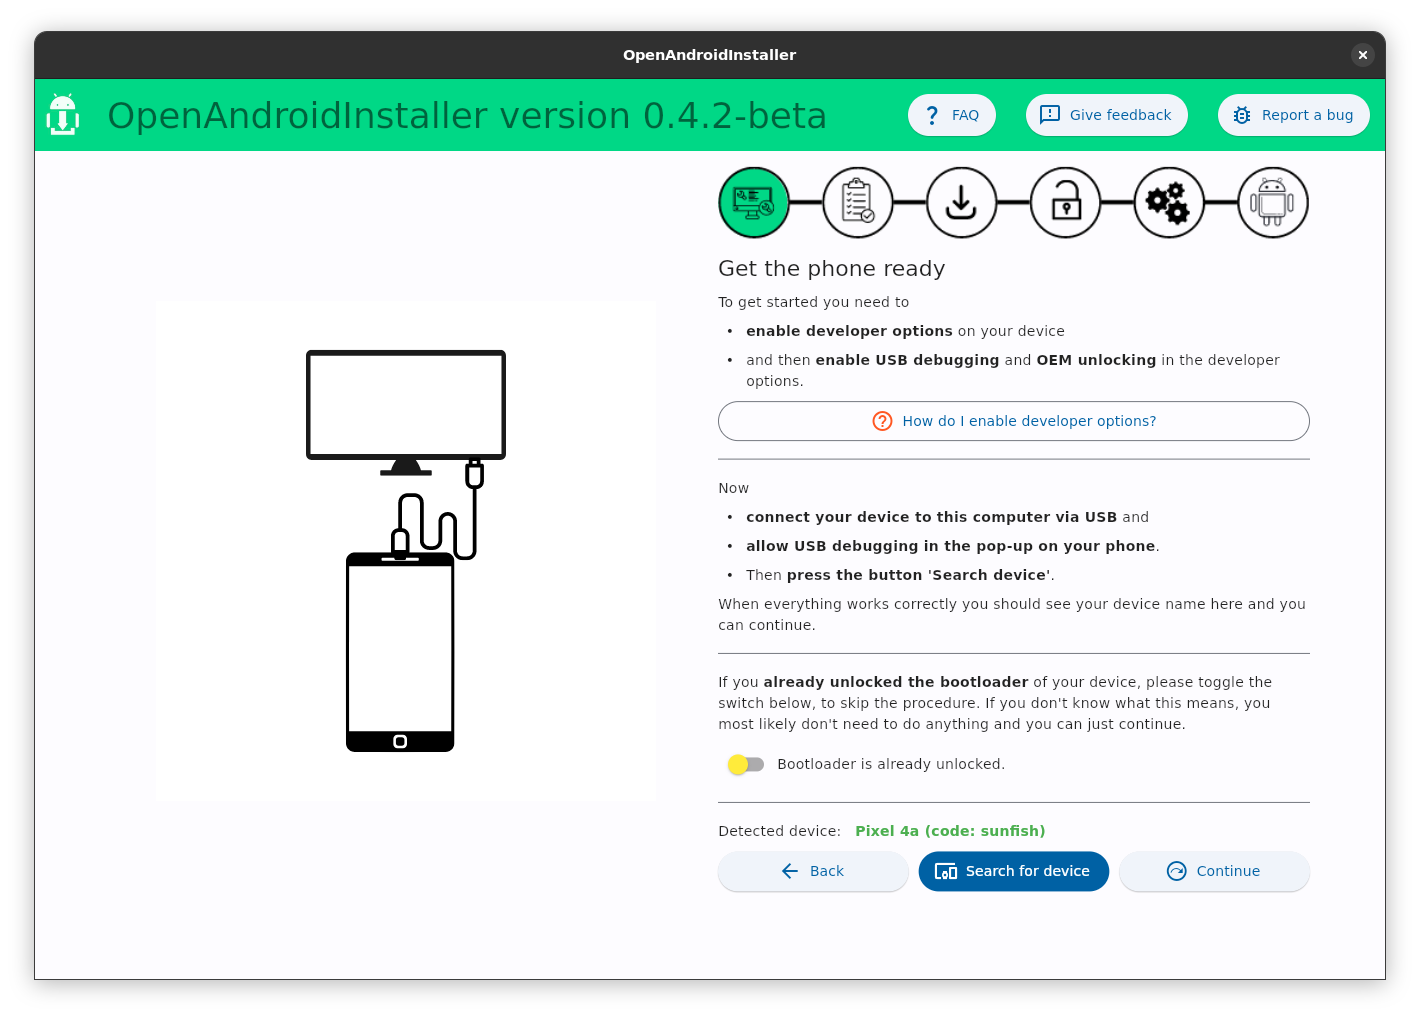 OpenAndroidInstaller
OpenAndroidInstaller version 0.4.2-beta
FAQ
Give feedback
Report a bug
Get the phone ready
To get started you need to
• enable developer options on your device
• and then enable USB debugging and OEM unlocking in the developer
options.
How do I enable developer options?
Now
• connect your device to this computer via USB and
• allow USB debugging in the pop-up on your phone.
• Then press the button 'Search device'.
When everything works correctly you should see your device name here and you
can continue.
If you already unlocked the bootloader of your device, please toggle the
switch below, to skip the procedure. If you don't know what this means, you
most likely don't need to do anything and you can just continue.
Bootloader is already unlocked.
Detected device: Pixel 4a (code: sunfish)
Back
Search for device
Continue